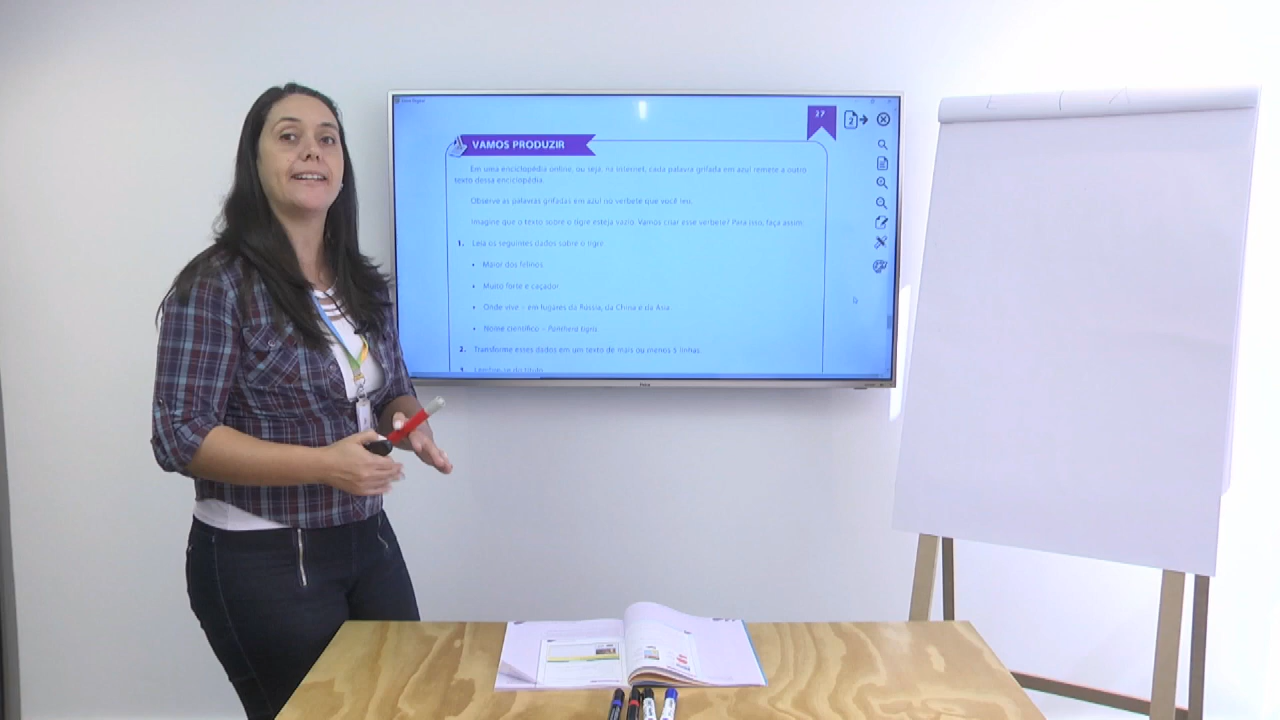 27
2
VAMOS PRODUZIR
Em uma enciclopédia online, ou seja, na internet, cada palavra grifada em azul remete a outro
texto dessa enciclopédia.
Observe as palavras grifadas em azul no verbete que você leu.
Imagine que o texto sobre o tigre esteja vazio. Vamos criar esse verbete? Para isso, faça assim:
1. Leia os seguintes dados sobre o tigre
• Maior dos felinos.
• Muito forte e caçador.
• Onde vive – em lugares da Rússia, da China e da Ásia.
• Nome científico – Panthera tigris.
2. Transforme esses dados em um texto de mais ou menos 5 linhas.